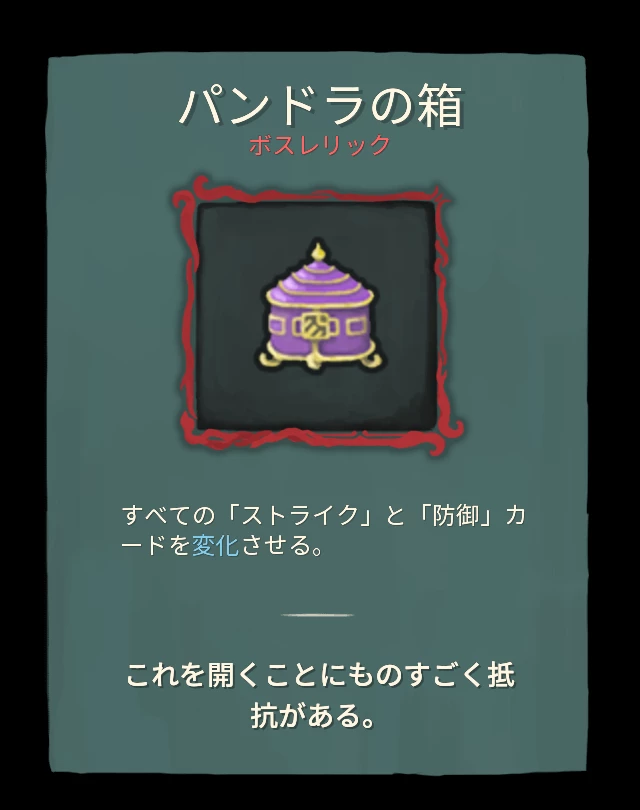 パンドラの箱
ボスレリック
すべての「ストライク」と「防御」カ
ードを変化させる。
これを開くことにものすごく抵
抗がある。